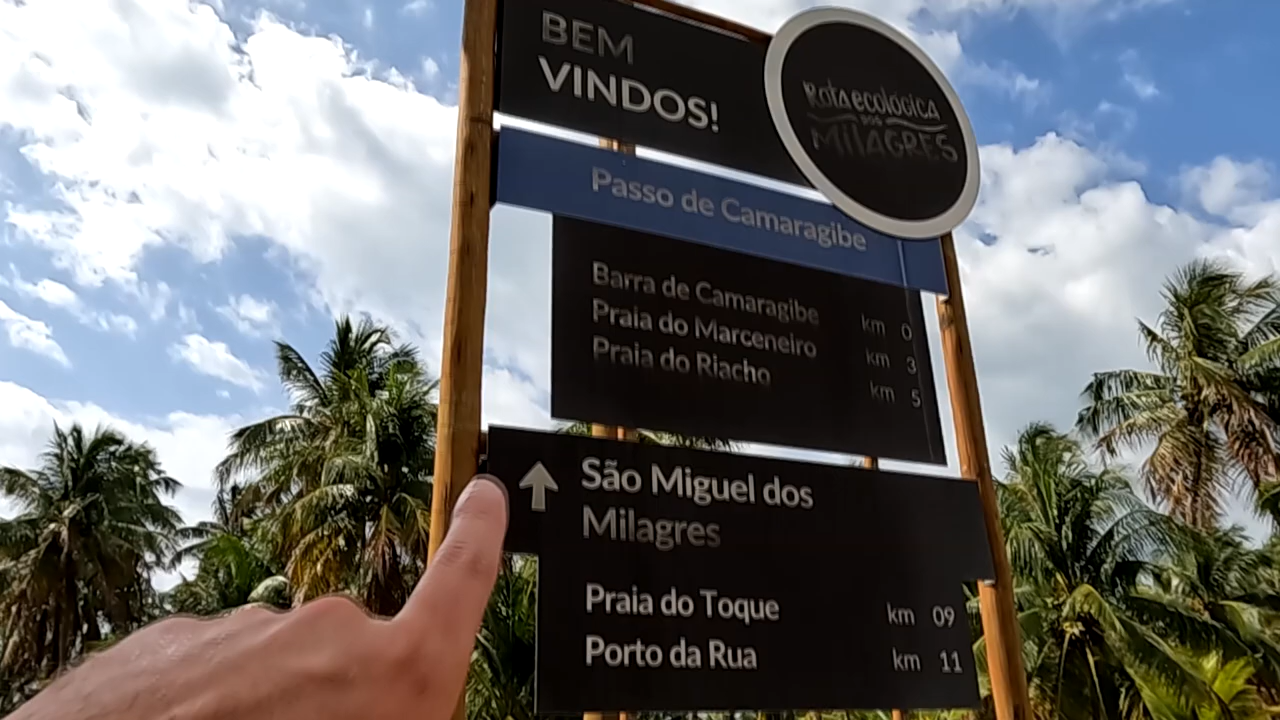 BEM
VINDOS!
Rota ecológica
DOS
MILAGRES
Passo de Camaragibe
Barra de Camaragibe km 0
Praia do Marceneiro km 3
Praia do Riacho km 5
São Miguel dos
Milagres
Praia do Toque km 09
Porto da Rua km 11